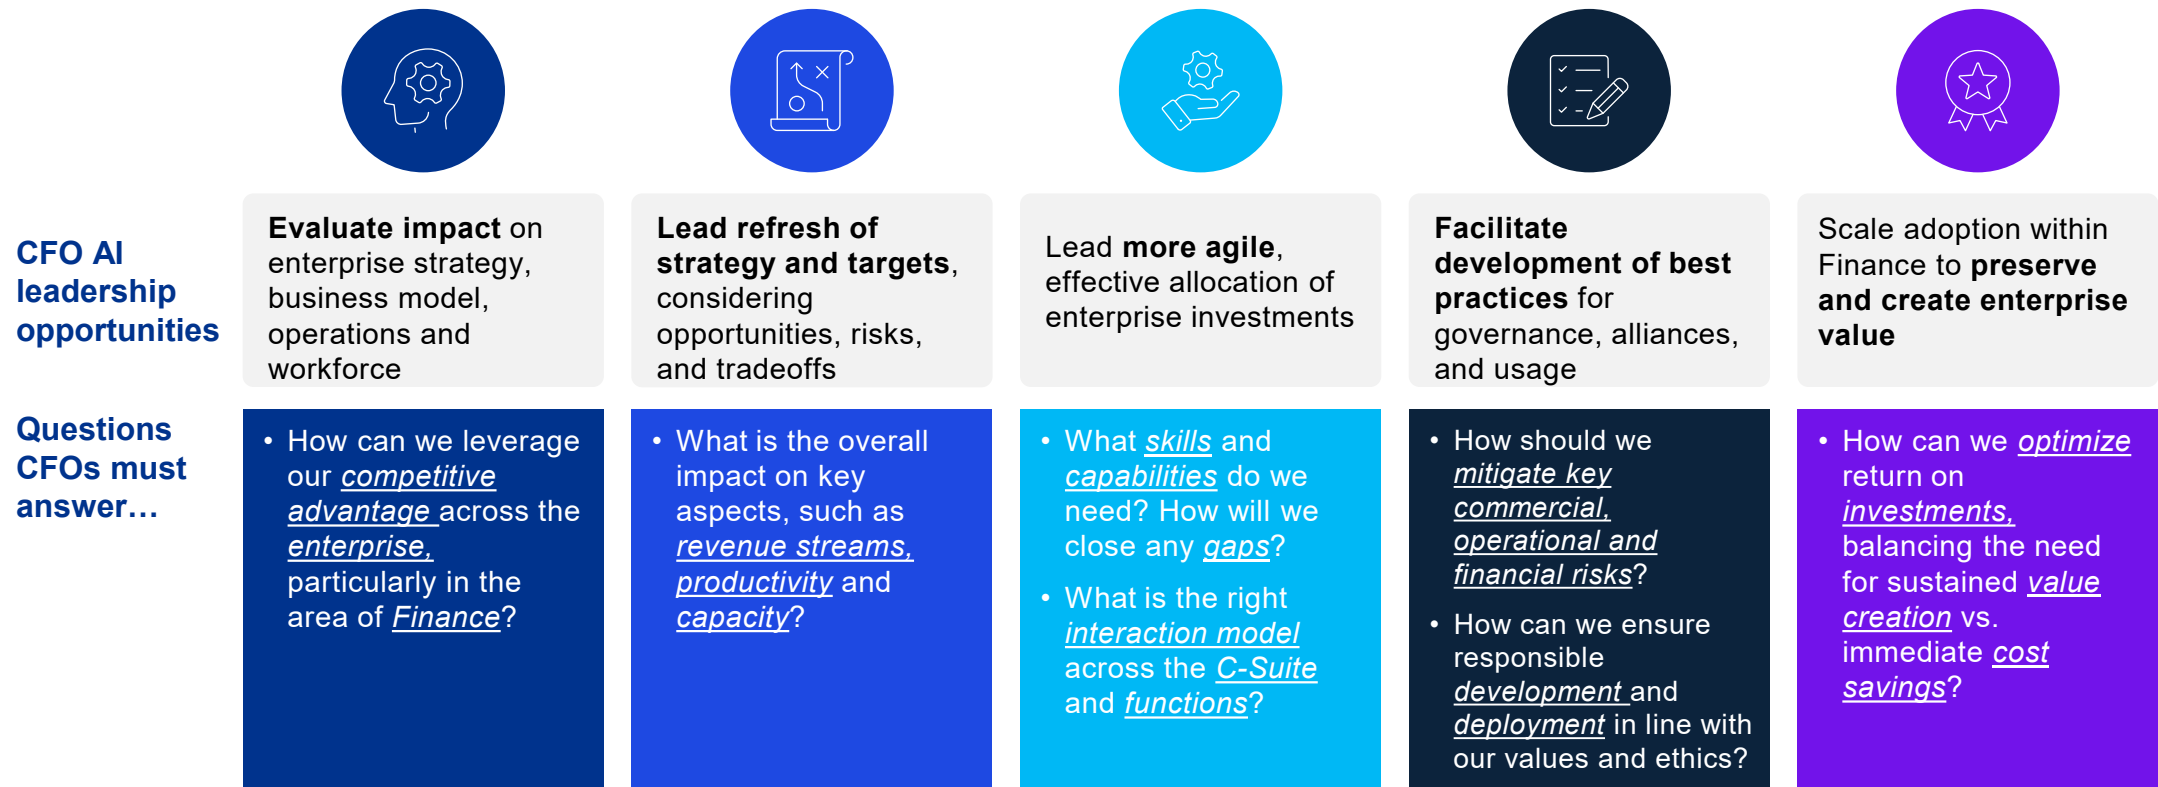 CFO AI
leadership
opportunities
Evaluate impact on
enterprise strategy,
business model,
operations and
workforce
Lead refresh of
strategy and targets,
considering
opportunities, risks,
and tradeoffs
Lead more agile,
effective allocation of
enterprise investments
Facilitate
development of best
practices for
governance, alliances,
and usage
Scale adoption within
Finance to preserve
and create enterprise
value
Questions
CFOs must
answer…
• How can we leverage
our competitive
advantage across the
enterprise,
particularly in the
area of Finance?
• What is the overall
impact on key
aspects, such as
revenue streams,
productivity and
capacity?
• What skills and
capabilities do we
need? How will we
close any gaps?
• What is the right
interaction model
across the C-Suite
and functions?
• How should we
mitigate key
commercial,
operational and
financial risks?
• How can we ensure
responsible
development and
deployment in line with
our values and ethics?
• How can we optimize
return on
investments,
balancing the need
for sustained value
creation vs.
immediate cost
savings?